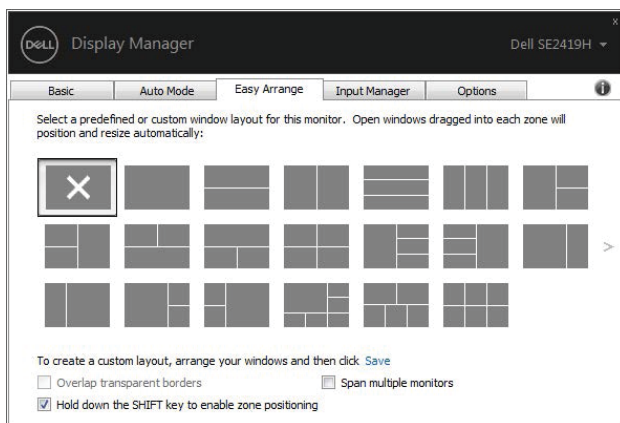 x
DELL Display Manager Dell SE2419H
Basic Auto Mode Easy Arrange Input Manager Options i
Select a predefined or custom window layout for this monitor. Open windows dragged into each zone will
position and resize automatically:
>
To create a custom layout, arrange your windows and then click Save
Overlap transparent borders Span multiple monitors
Hold down the SHIFT key to enable zone positioning